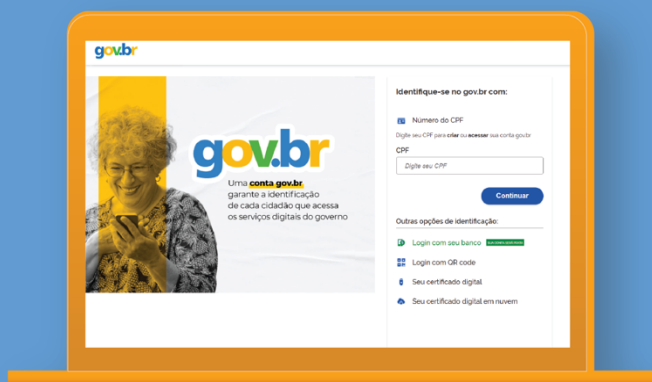 gov.br
gov.br
Uma conta gov.br
garante a identificação
de cada cidadão que acessa
os serviços digitais do governo
Identifique-se no gov.br com:
Número do CPF
Digite seu CPF para criar ou acessar sua conta gov.br
CPF
Digite seu CPF
Continuar
Outras opções de identificação:
Login com seu banco
Login com QR code
Seu certificado digital
Seu certificado digital em nuvem